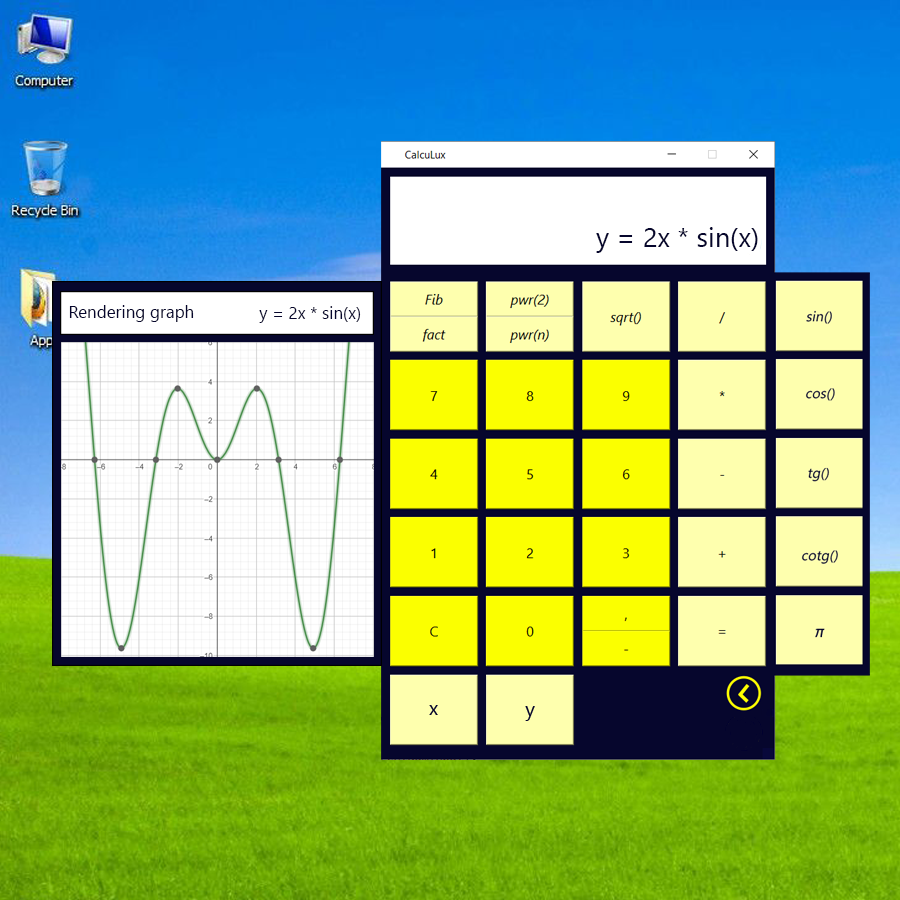 Computer
Recycle Bin
App
CalcuLux
y = 2x * sin(x)
Rendering graph y = 2x * sin(x)
6
4
2
-8 -6 -4 -2 0 2 4 6 8
-2
-4
-6
-8
-10
Fib pwr(2) sqrt() / sin()
fact pwr(n)
7 8 9 * cos()
4 5 6 - tg()
1 2 3 + cotg()
C 0 , = π
-
x y